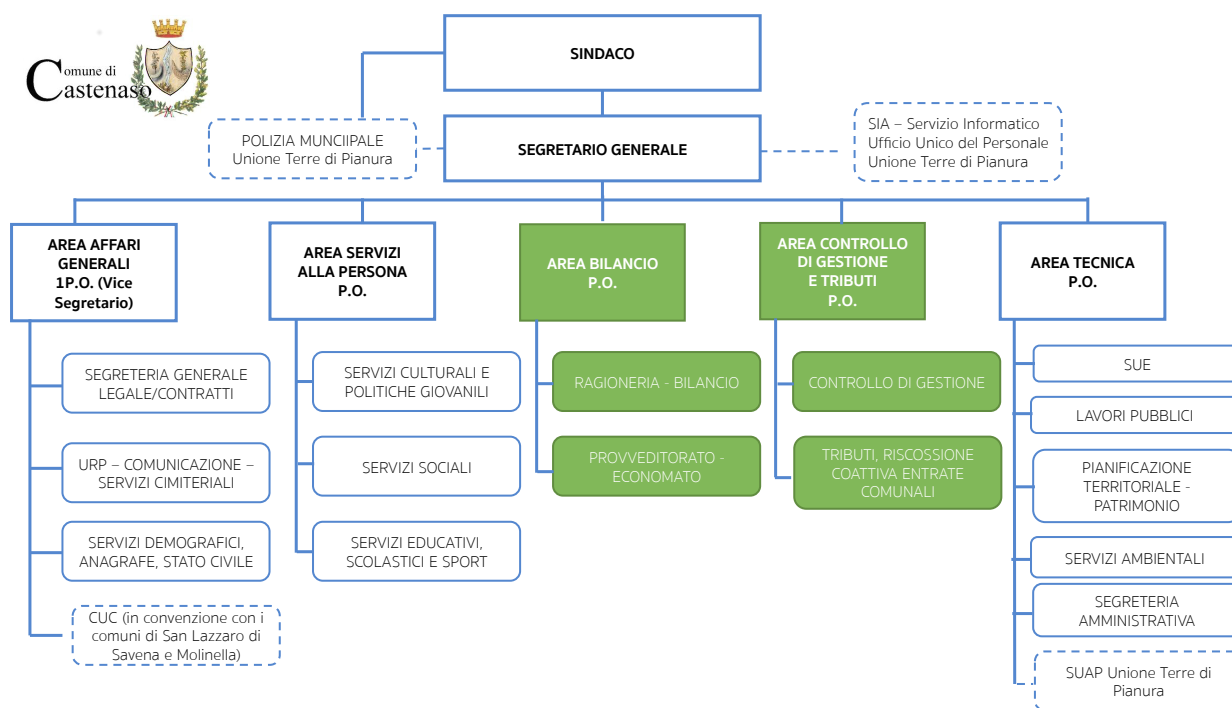 Comune di
Castenaso
SINDACO
POLIZIA MUNCIIPALE
Unione Terre di Pianura
SEGRETARIO GENERALE
SIA – Servizio Informatico
Ufficio Unico del Personale
Unione Terre di Pianura
AREA AFFARI
GENERALI
1P.O. (Vice
Segretario)
SEGRETERIA GENERALE
LEGALE/CONTRATTI
URP – COMUNICAZIONE –
SERVIZI CIMITERIALI
SERVIZI DEMOGRAFICI,
ANAGRAFE, STATO CIVILE
CUC (in convenzione con i
comuni di San Lazzaro di
Savena e Molinella)
AREA SERVIZI
ALLA PERSONA
P.O.
SERVIZI CULTURALI E
POLITICHE GIOVANILI
SERVIZI SOCIALI
SERVIZI EDUCATIVI,
SCOLASTICI E SPORT
AREA BILANCIO
P.O.
RAGIONERIA - BILANCIO
PROVVEDITORATO -
ECONOMATO
AREA CONTROLLO
DI GESTIONE
E TRIBUTI
P.O.
CONTROLLO DI GESTIONE
TRIBUTI, RISCOSSIONE
COATTIVA ENTRATE
COMUNALI
AREA TECNICA
P.O.
SUE
LAVORI PUBBLICI
PIANIFICAZIONE
TERRITORIALE -
PATRIMONIO
SERVIZI AMBIENTALI
SEGRETERIA
AMMINISTRATIVA
SUAP Unione Terre di
Pianura